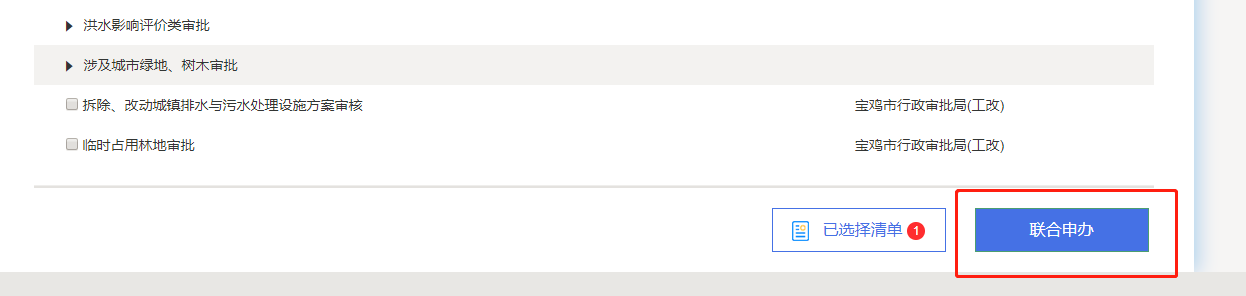 洪水影响评价类审批
涉及城市绿地、树木审批
拆除、改动城镇排水与污水处理设施方案审核 宝鸡市行政审批局(工改)
临时占用林地审批 宝鸡市行政审批局(工改)
已选择清单 1 联合申办